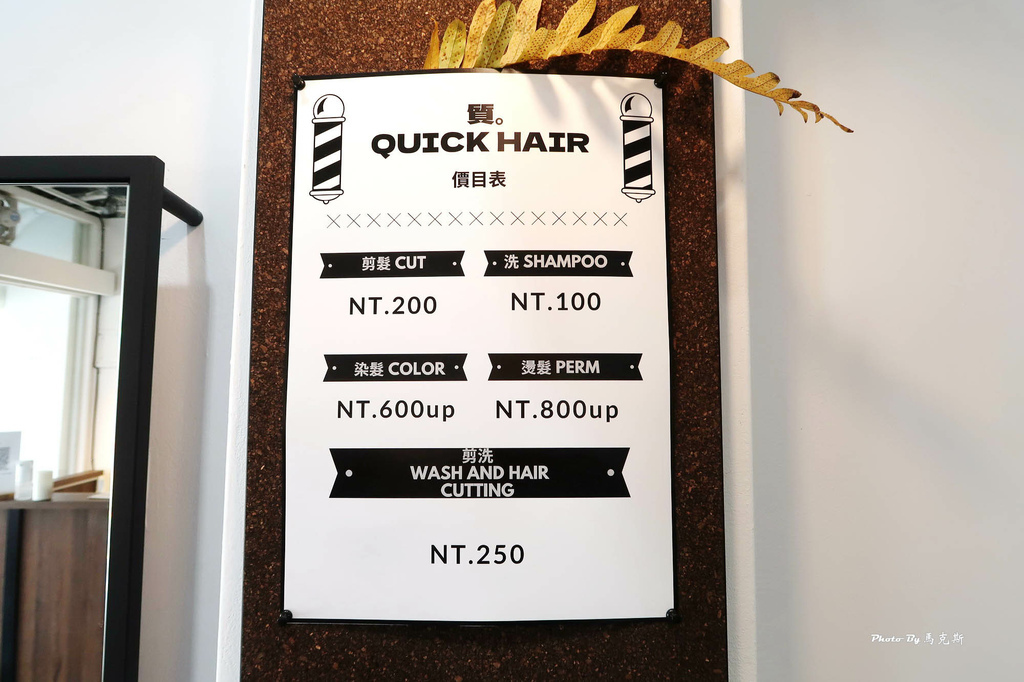 質。
QUICK HAIR
價目表
剪髮 CUT
NT.200
洗 SHAMPOO
NT.100
染髮 COLOR
NT.600up
燙髮 PERM
NT.800up
剪洗
WASH AND HAIR
CUTTING
NT.250
Photo By 馬克斯